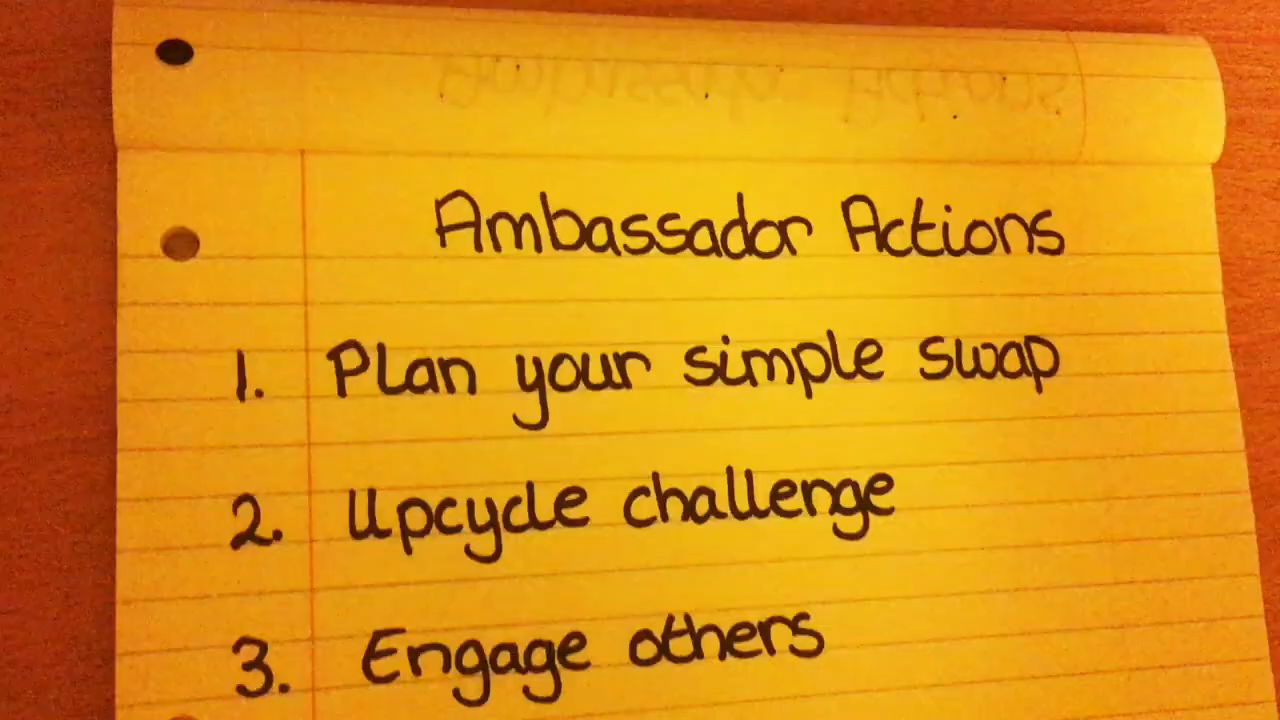 Ambassador Actions
1. Plan your simple swap
2. Upcycle challenge
3. Engage others